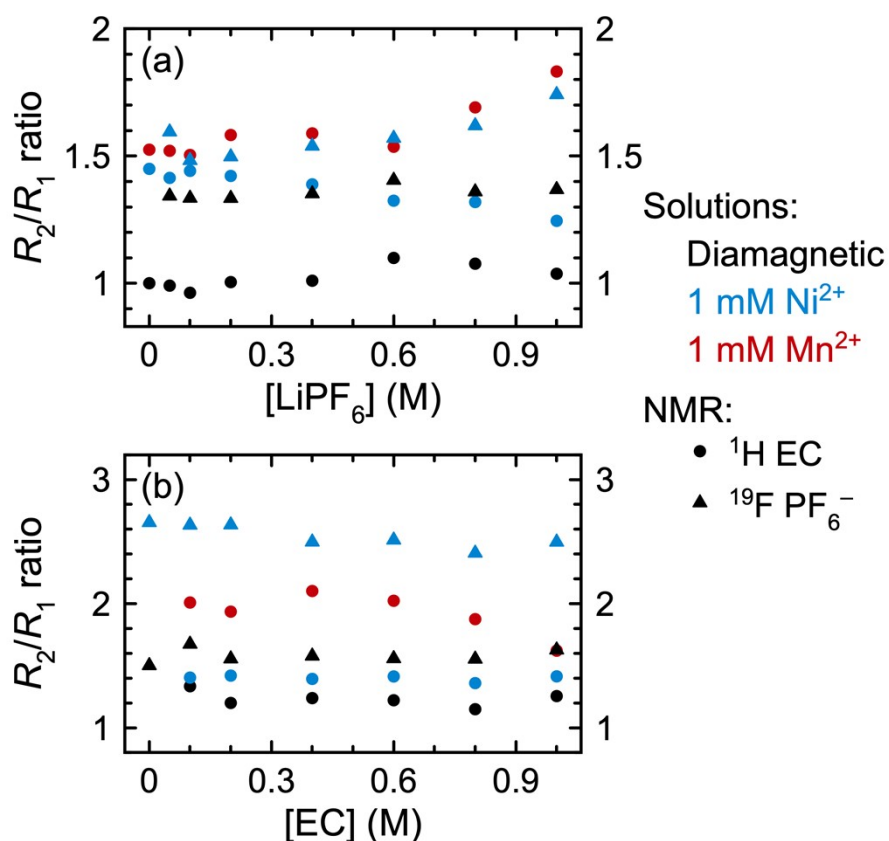 (a)
R₂/R₁ ratio
2
1.5
1
2
1.5
1
0 0.3 0.6 0.9
[LiPF₆] (M)
(b)
R₂/R₁ ratio
3
2
1
3
2
1
0 0.3 0.6 0.9
[EC] (M)
Solutions:
Diamagnetic
1 mM Ni²⁺
1 mM Mn²⁺
NMR:
● ¹H EC
▲ ¹⁹F PF₆⁻